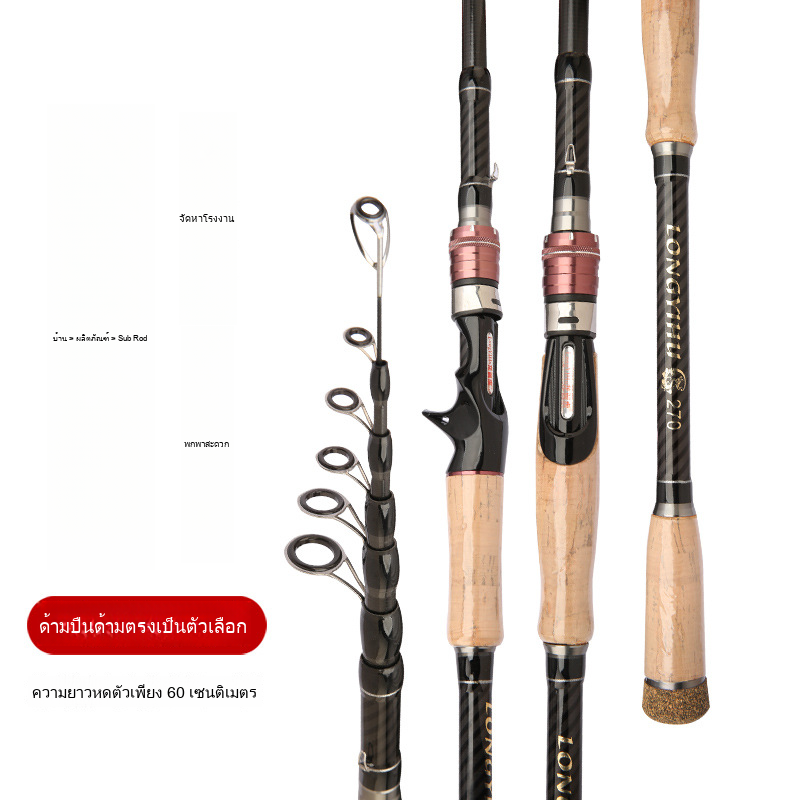 จัดหาโรงงาน
บ้าน » ผลิตภัณฑ์ » Sub Rod
พกพาสะดวก
ด้ามปืนด้ามตรงเป็นตัวเลือก
ความยาวหดตัวเพียง 60 เซนติเมตร
LONGYIHU 270
LONGY
LONG